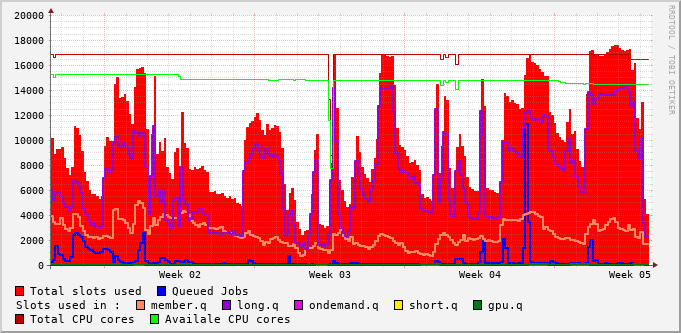 20000
18000
16000
14000
12000
10000
8000
6000
4000
2000
0
Week 02 Week 03 Week 04 Week 05
RRDTOOL / TOBI OETIKER
Total slots used Queued Jobs
Slots used in : member.q long.q ondemand.q short.q gpu.q
Total CPU cores Availale CPU cores